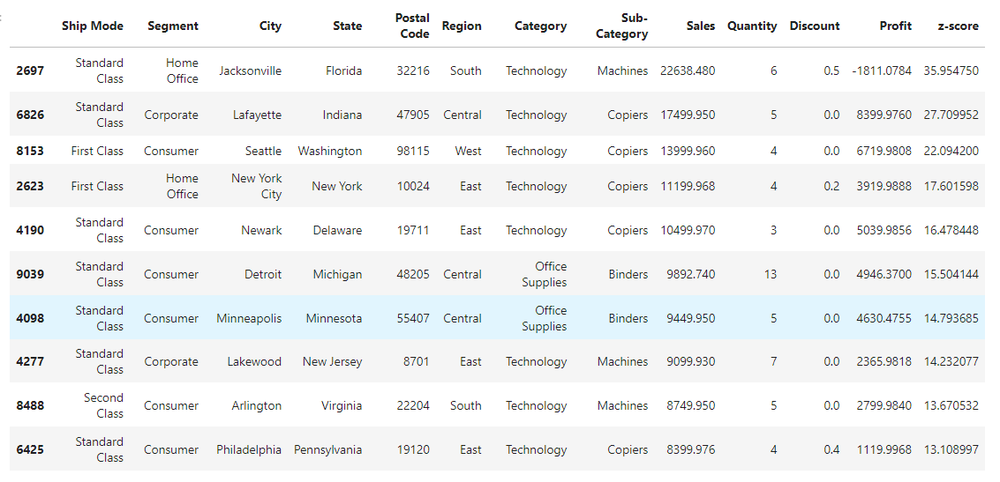 Ship Mode Segment City State Postal Code Region Category Sub-Category Sales Quantity Discount Profit z-score
2697 Standard Class Home Office Jacksonville Florida 32216 South Technology Machines 22638.480 6 0.5 -1811.0784 35.954750
6826 Standard Class Corporate Lafayette Indiana 47905 Central Technology Copiers 17499.950 5 0.0 8399.9760 27.709952
8153 First Class Consumer Seattle Washington 98115 West Technology Copiers 13999.960 4 0.0 6719.9808 22.094200
2623 First Class Home Office New York City New York 10024 East Technology Copiers 11199.968 4 0.2 3919.9888 17.601598
4190 Standard Class Consumer Newark Delaware 19711 East Technology Copiers 10499.970 3 0.0 5039.9856 16.478448
9039 Standard Class Consumer Detroit Michigan 48205 Central Office Supplies Binders 9892.740 13 0.0 4946.3700 15.504144
4098 Standard Class Consumer Minneapolis Minnesota 55407 Central Office Supplies Binders 9449.950 5 0.0 4630.4755 14.793685
4277 Standard Class Corporate Lakewood New Jersey 8701 East Technology Machines 9099.930 7 0.0 2365.9818 14.232077
8488 Second Class Consumer Arlington Virginia 22204 South Technology Machines 8749.950 5 0.0 2799.9840 13.670532
6425 Standard Class Consumer Philadelphia Pennsylvania 19120 East Technology Copiers 8399.976 4 0.4 1119.9968 13.108997